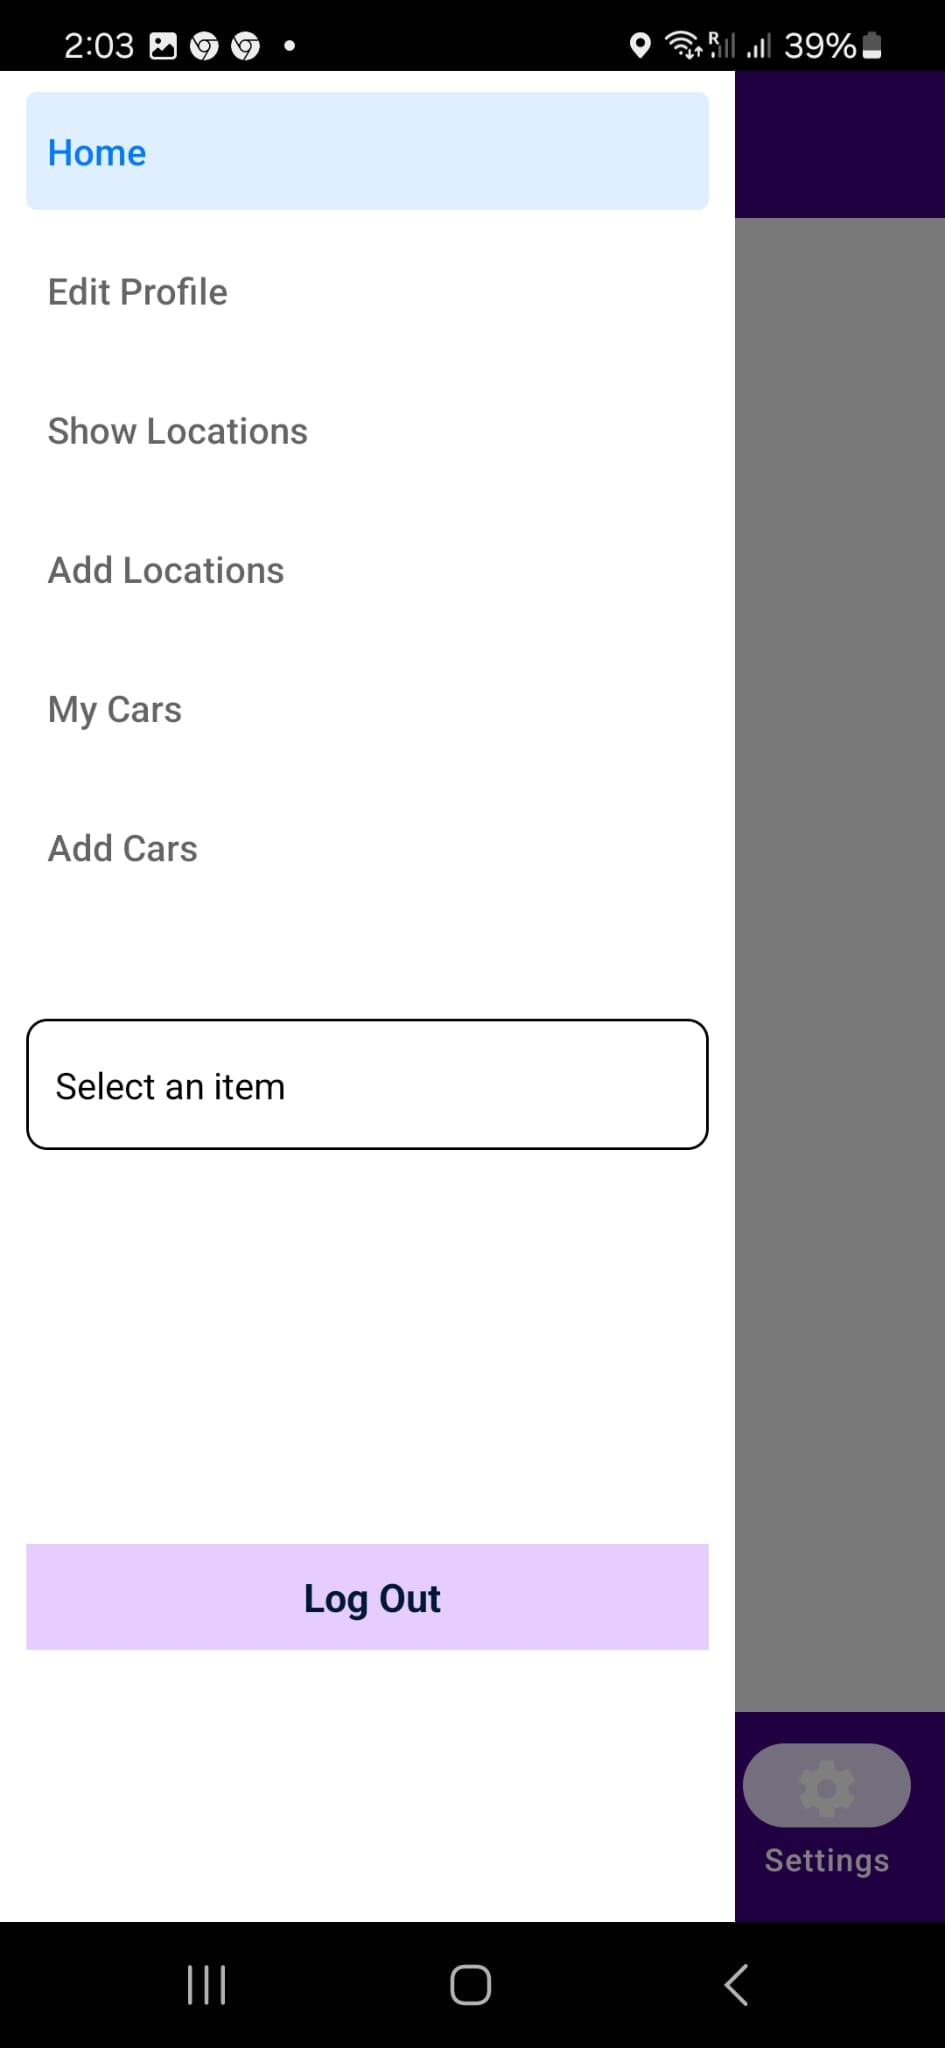 2:03 R 39%
Home
Edit Profile
Show Locations
Add Locations
My Cars
Add Cars
Select an item
Log Out
Settings